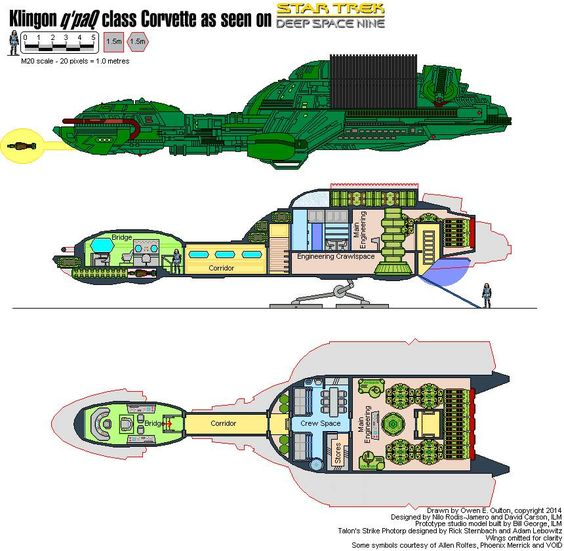 Klingon q'paQ class Corvette as seen on STAR TREK
DEEP SPACE NINE
0 1 2 3 4 5
1.5m 1.5m
M20 scale - 20 pixels = 1.0 metres
Bridge
Corridor
Main Engineering
Engineering Crawlspace
Bridge
Corridor
Crew Space
Stores
Main Engineering
Drawn by Owen E. Oulton, copyright 2014
Designed by Nilo Rodis-Jamero and David Carson, ILM
Prototype studio model built by Bill George, ILM
Talon's Strike Photorp designed by Rick Sternbach and Adam Lebowitz
Wings omitted for clarity
Some symbols courtesy of Allen Rolfes, Phoenix Merrick and VOID